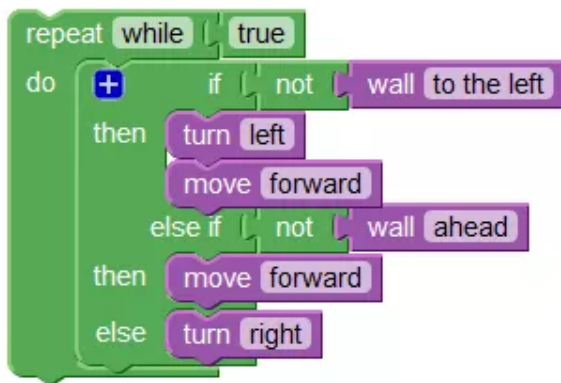 repeat while true
do if not wall to the left
then turn left
move forward
else if not wall ahead
then move forward
else turn right